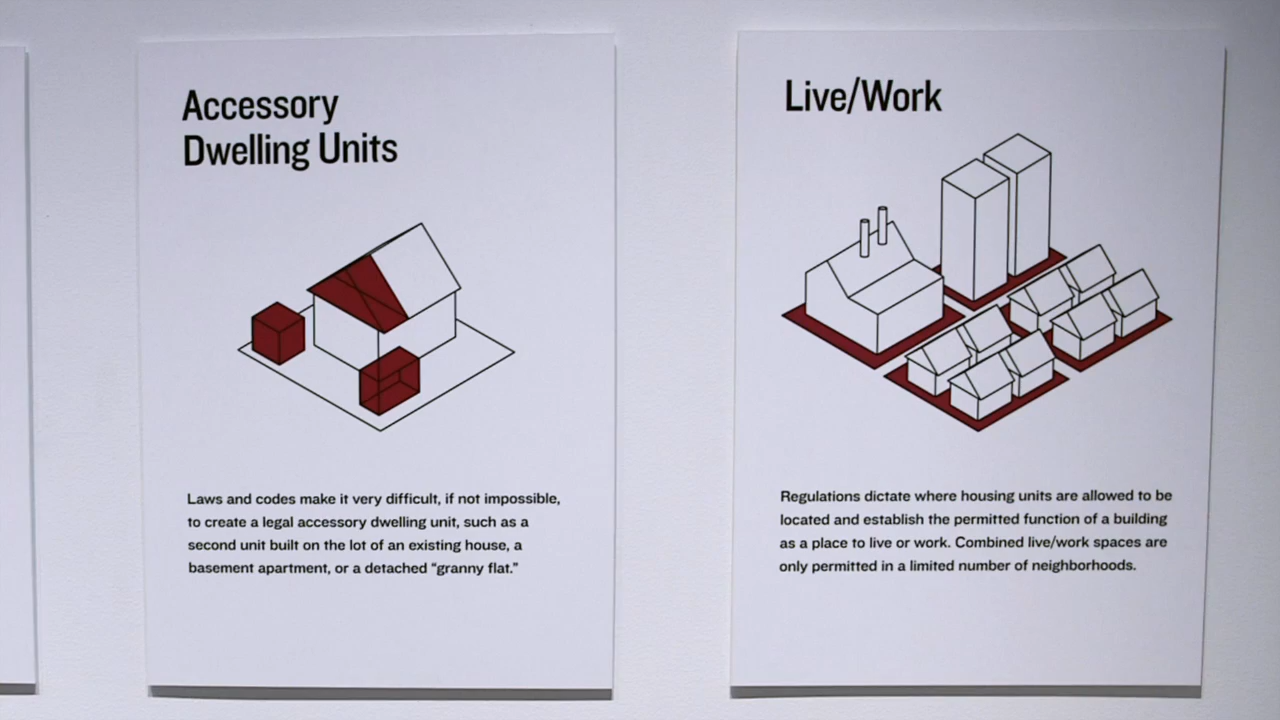 Accessory
Dwelling Units
Laws and codes make it very difficult, if not impossible,
to create a legal accessory dwelling unit, such as a
second unit built on the lot of an existing house, a
basement apartment, or a detached “granny flat.”
Live/Work
Regulations dictate where housing units are allowed to be
located and establish the permitted function of a building
as a place to live or work. Combined live/work spaces are
only permitted in a limited number of neighborhoods.